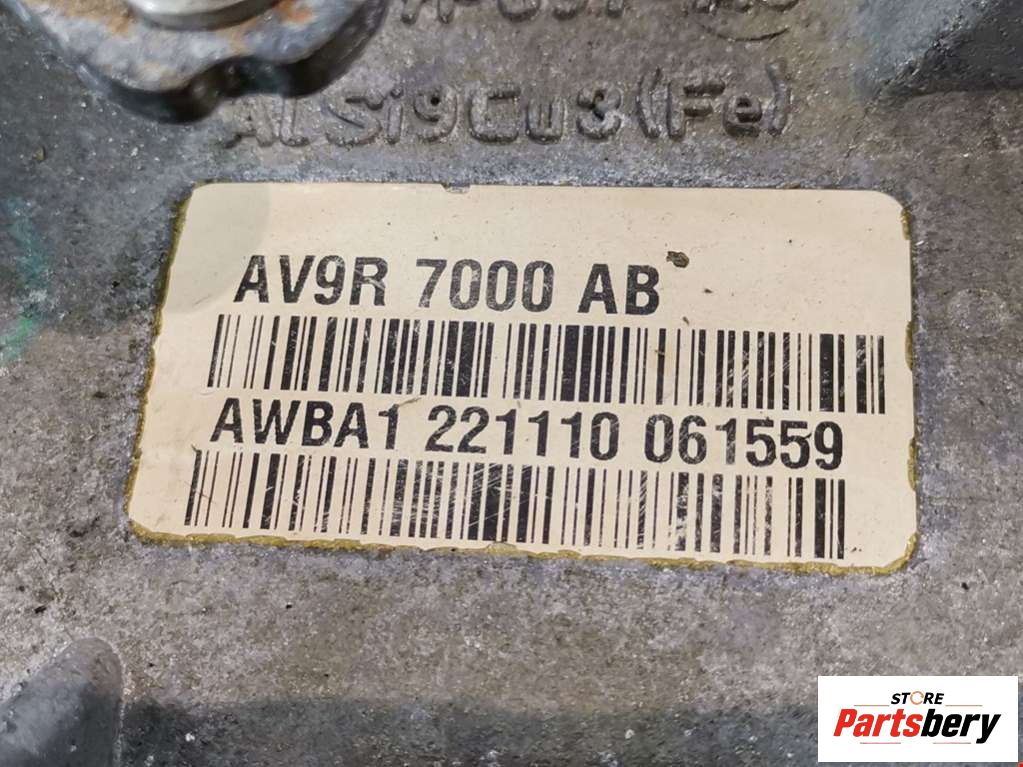 ALSi9Cu3(Fe)
AV9R 7000 AB
AWBA1 221110 061559
STORE
Partsbery